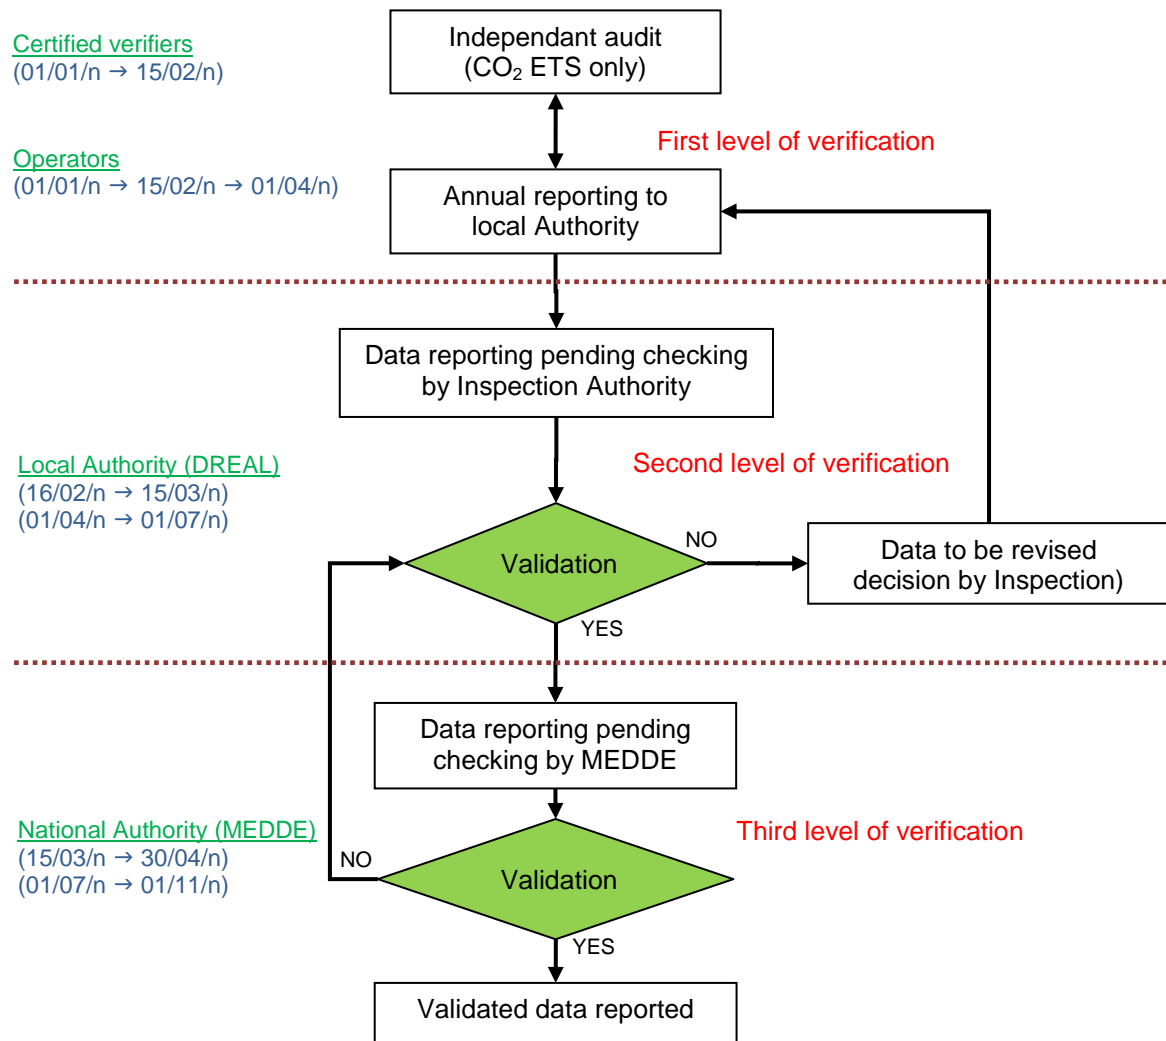 Certified verifiers
(01/01/n → 15/02/n)
Independant audit
(CO₂ ETS only)
First level of verification
Operators
(01/01/n → 15/02/n → 01/04/n)
Annual reporting to
local Authority
Data reporting pending checking
by Inspection Authority
Local Authority (DREAL)
(16/02/n → 15/03/n)
(01/04/n → 01/07/n)
Second level of verification
Validation
NO
Data to be revised
decision by Inspection)
YES
Data reporting pending
checking by MEDDE
National Authority (MEDDE)
(15/03/n → 30/04/n)
(01/07/n → 01/11/n)
Third level of verification
NO
Validation
YES
Validated data reported